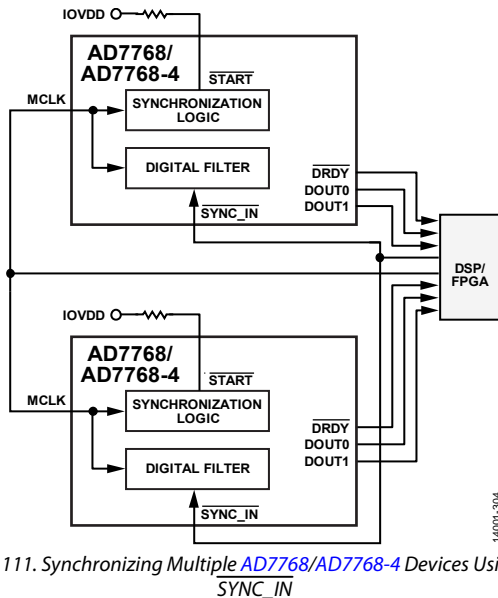 IOVDD
AD7768/
AD7768-4
START
MCLK
SYNCHRONIZATION
LOGIC
DIGITAL FILTER
DRDY
DOUT0
DOUT1
SYNC_IN
DSP/
FPGA
IOVDD
AD7768/
AD7768-4
START
MCLK
SYNCHRONIZATION
LOGIC
DIGITAL FILTER
DRDY
DOUT0
DOUT1
SYNC_IN
14001-304
111. Synchronizing Multiple AD7768/AD7768-4 Devices Usi
SYNC_IN